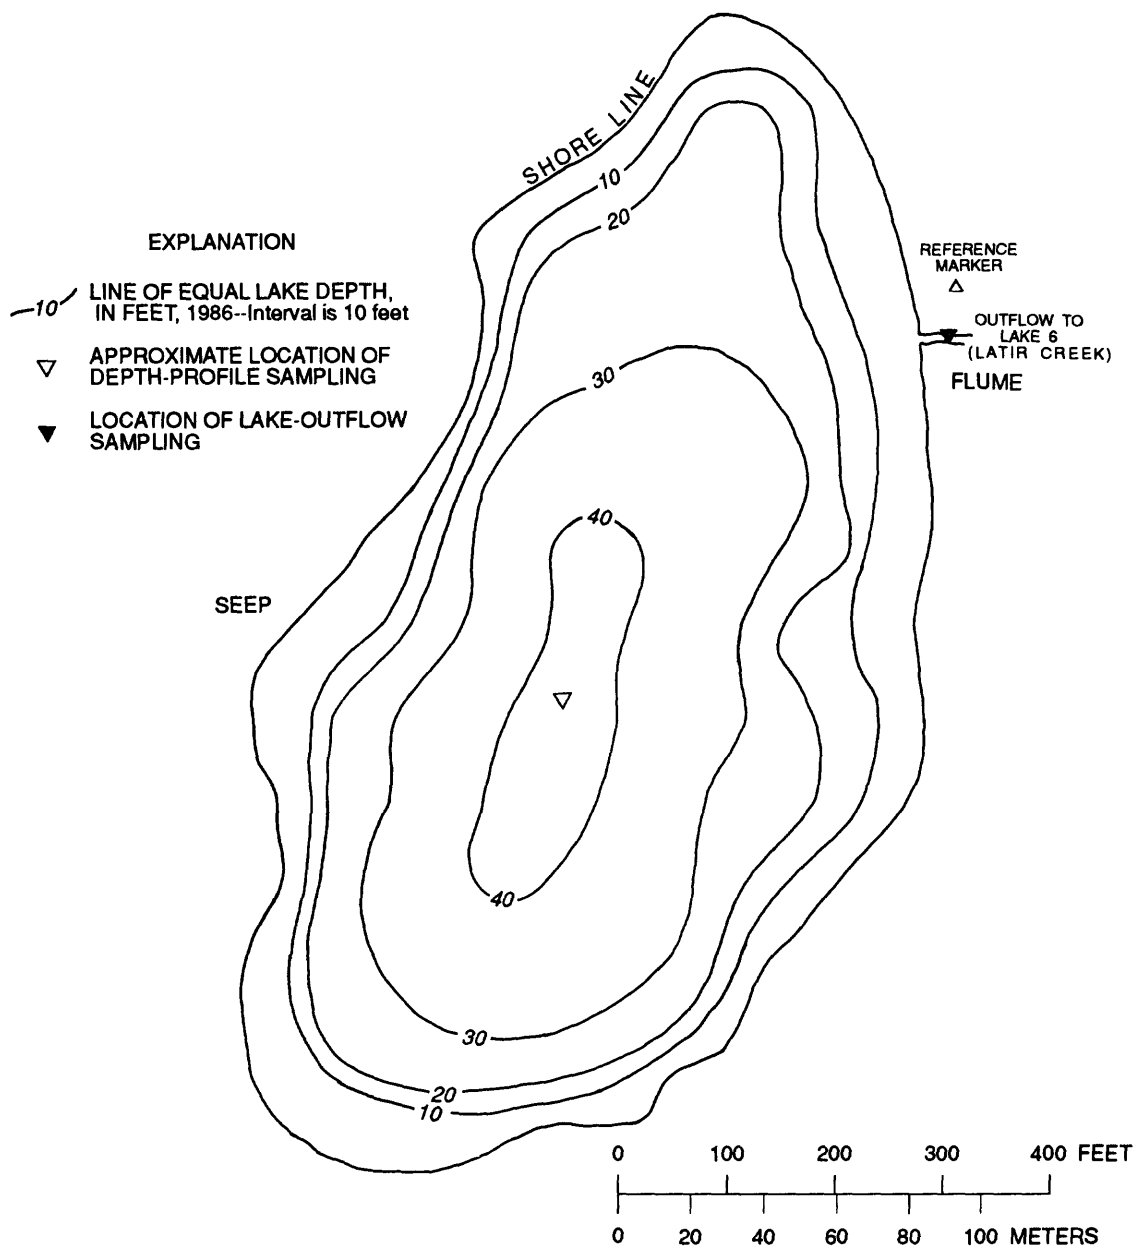 SHORE LINE
10
20
EXPLANATION
10
LINE OF EQUAL LAKE DEPTH,
IN FEET, 1986--Interval is 10 feet
APPROXIMATE LOCATION OF
DEPTH-PROFILE SAMPLING
LOCATION OF LAKE-OUTFLOW
SAMPLING
REFERENCE
MARKER
OUTFLOW TO
LAKE 6
(LATIR CREEK)
FLUME
30
40
SEEP
40
30
20
10
0 100 200 300 400 FEET
0 20 40 60 80 100 METERS